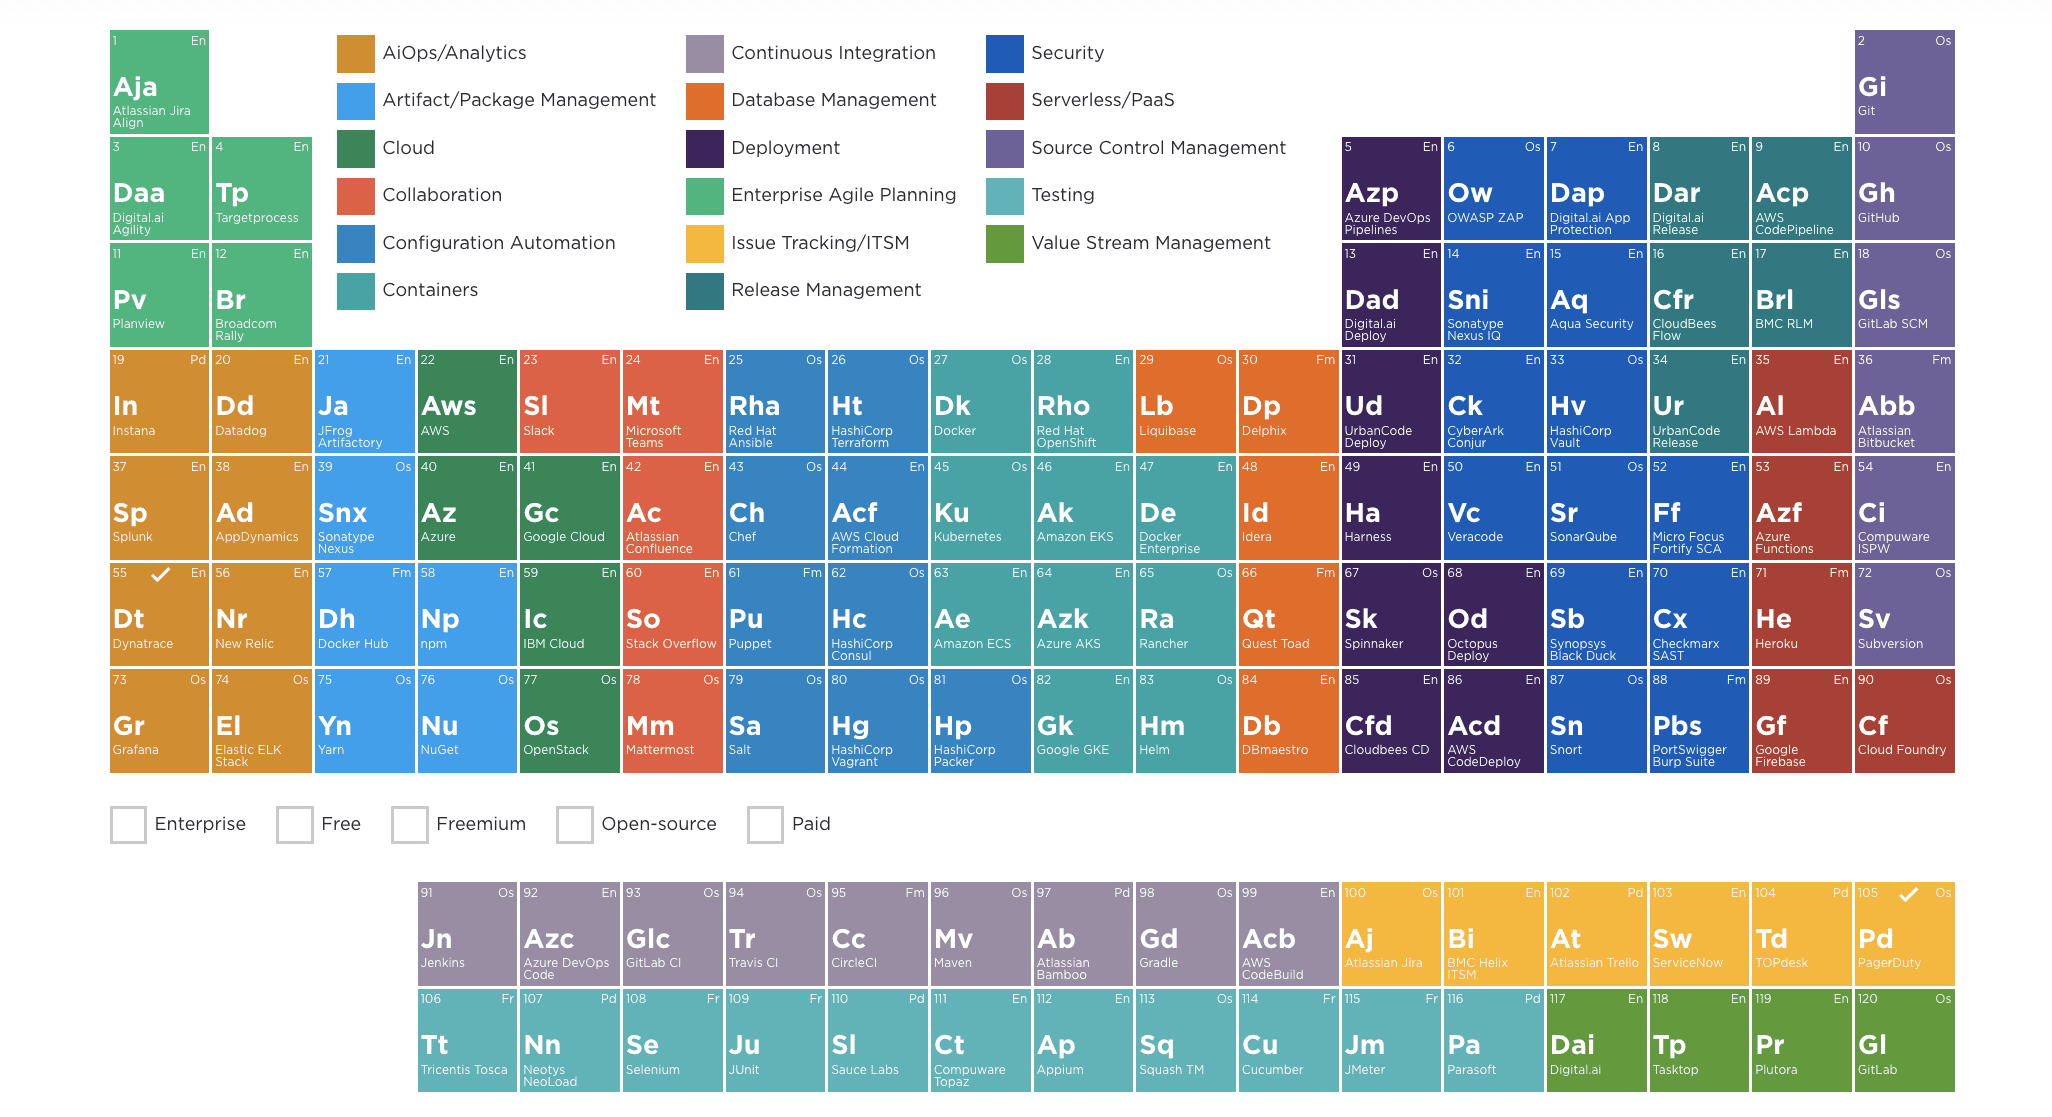 1 En
Aja
Atlassian Jira
Align
AiOps/Analytics
Artifact/Package Management
Cloud
Collaboration
Configuration Automation
Containers
Continuous Integration
Database Management
Deployment
Enterprise Agile Planning
Issue Tracking/ITSM
Release Management
Security
Serverless/PaaS
Source Control Management
Testing
Value Stream Management
2 Os
Gi
Git
3 En
Daa
Digital.ai
Agility
4 En
Tp
Targetprocess
5 En
Azp
Azure DevOps
Pipelines
6 Os
Ow
OWASP ZAP
7 En
Dap
Digital.ai App
Protection
8 En
Dar
Digital.ai
Release
9 En
Acp
AWS
CodePipeline
10 Os
Gh
GitHub
11 En
Pv
Planview
12 En
Br
Broadcom
Rally
13 En
Dad
Digital.ai
Deploy
14 En
Sni
Sonatype
Nexus IQ
15 En
Aq
Aqua Security
16 En
Cfr
CloudBees
Flow
17 En
Brl
BMC RLM
18 Os
Gls
GitLab SCM
19 Pd
In
Instana
20 En
Dd
Datadog
21 En
Ja
JFrog
Artifactory
22 En
Aws
AWS
23 En
Sl
Slack
24 En
Mt
Microsoft
Teams
25 Os
Rha
Red Hat
Ansible
26 Os
Ht
HashiCorp
Terraform
27 Os
Dk
Docker
28 En
Rho
Red Hat
OpenShift
29 Os
Lb
Liquibase
30 Fm
Dp
Delphix
31 En
Ud
UrbanCode
Deploy
32 En
Ck
CyberArk
Conjur
33 Os
Hv
HashiCorp
Vault
34 En
Ur
UrbanCode
Release
35 En
Al
AWS Lambda
36 Fm
Abb
Atlassian
Bitbucket
37 En
Sp
Splunk
38 En
Ad
AppDynamics
39 Os
Snx
Sonatype
Nexus
40 En
Az
Azure
41 En
Gc
Google Cloud
42 En
Ac
Atlassian
Confluence
43 Os
Ch
Chef
44 En
Acf
AWS Cloud
Formation
45 Os
Ku
Kubernetes
46 En
Ak
Amazon EKS
47 En
De
Docker
Enterprise
48 En
Id
Idera
49 En
Ha
Harness
50 En
Vc
Veracode
51 Os
Sr
SonarQube
52 En
Ff
Micro Focus
Fortify SCA
53 En
Azf
Azure
Functions
54 En
Ci
Compuware
ISPW
55 En
Dt
Dynatrace
56 En
Nr
New Relic
57 Fm
Dh
Docker Hub
58 En
Np
npm
59 En
Ic
IBM Cloud
60 En
So
Stack Overflow
61 Fm
Pu
Puppet
62 Os
Hc
HashiCorp
Consul
63 En
Ae
Amazon ECS
64 En
Azk
Azure AKS
65 Os
Ra
Rancher
66 Fm
Qt
Quest Toad
67 Os
Sk
Spinnaker
68 En
Od
Octopus
Deploy
69 En
Sb
Synopsys
Black Duck
70 En
Cx
Checkmarx
SAST
71 Fm
He
Heroku
72 Os
Sv
Subversion
73 Os
Gr
Grafana
74 Os
El
Elastic ELK
Stack
75 Os
Yn
Yarn
76 Os
Nu
NuGet
77 Os
Os
OpenStack
78 Os
Mm
Mattermost
79 Os
Sa
Salt
80 Os
Hg
HashiCorp
Vagrant
81 Os
Hp
HashiCorp
Packer
82 En
Gk
Google GKE
83 Os
Hm
Helm
84 En
Db
DBmaestro
85 En
Cfd
Cloudbees CD
86 En
Acd
AWS
CodeDeploy
87 Os
Sn
Snort
88 Fm
Pbs
PortSwigger
Burp Suite
89 En
Gf
Google
Firebase
90 Os
Cf
Cloud Foundry
Enterprise
Free
Freemium
Open-source
Paid
91 Os
Jn
Jenkins
92 En
Azc
Azure DevOps
Code
93 Os
Glc
GitLab CI
94 Os
Tr
Travis CI
95 Fm
Cc
CircleCI
96 Os
Mv
Maven
97 Pd
Ab
Atlassian
Bamboo
98 Os
Gd
Gradle
99 En
Acb
AWS
CodeBuild
100 Os
Aj
Atlassian Jira
101 En
Bi
BMC Helix
ITSM
102 Pd
At
Atlassian Trello
103 En
Sw
ServiceNow
104 Pd
Td
TOPdesk
105 Os
Pd
PagerDuty
106 Fr
Tt
Tricentis Tosca
107 Pd
Nn
Neotys
NeoLoad
108 Fr
Se
Selenium
109 Fr
Ju
JUnit
110 Pd
Sl
Sauce Labs
111 En
Ct
Compuware
Topaz
112 En
Ap
Appium
113 Os
Sq
Squash TM
114 Fr
Cu
Cucumber
115 Fr
Jm
JMeter
116 Pd
Pa
Parasoft
117 En
Dai
Digital.ai
118 En
Tp
Tasktop
119 En
Pr
Plutora
120 Os
Gl
GitLab